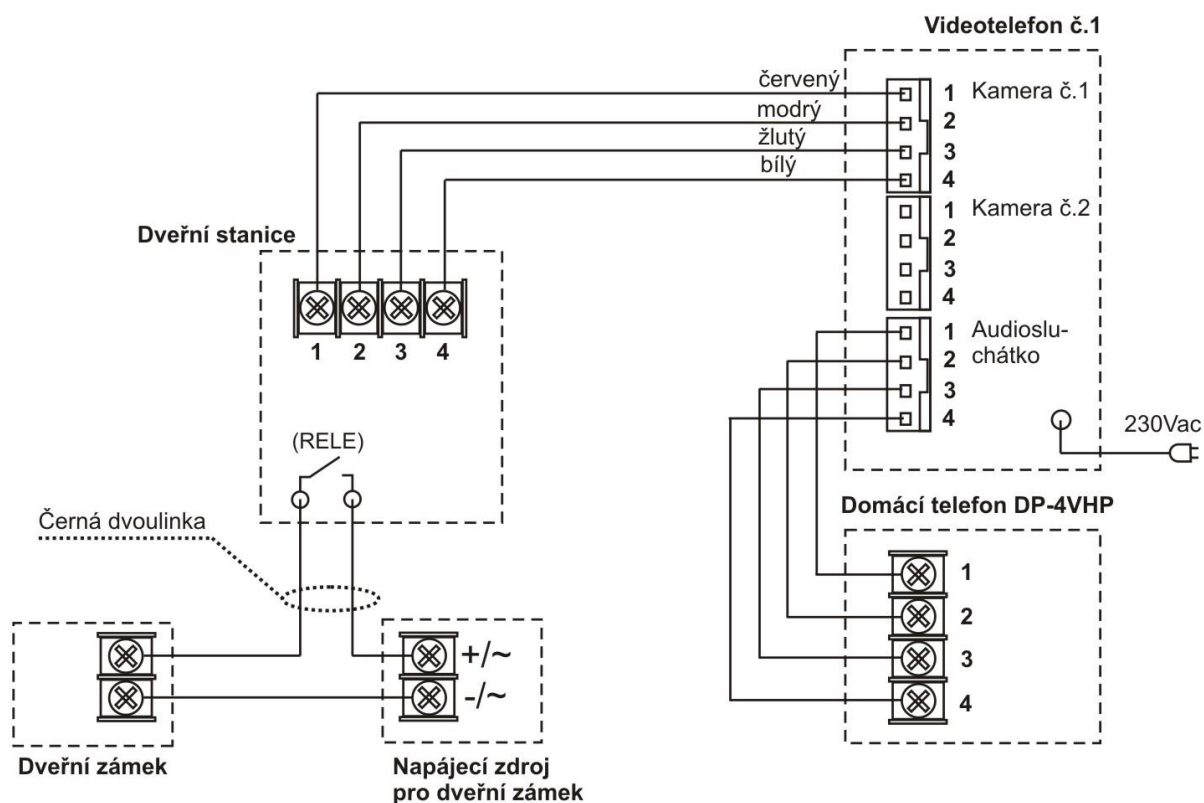 Videotelefon č.1
červený
1 Kamera č.1
modrý
2
žlutý
3
bílý
4
1 Kamera č.2
2
3
4
Dveřní stanice
1 2 3 4
1 Audioslu-
2 chátko
3
4
230Vac
(RELE)
Černá dvoulinka
Domácí telefon DP-4VHP
1
2
3
4
+/~
-/~
Dveřní zámek
Napájecí zdroj
pro dveřní zámek